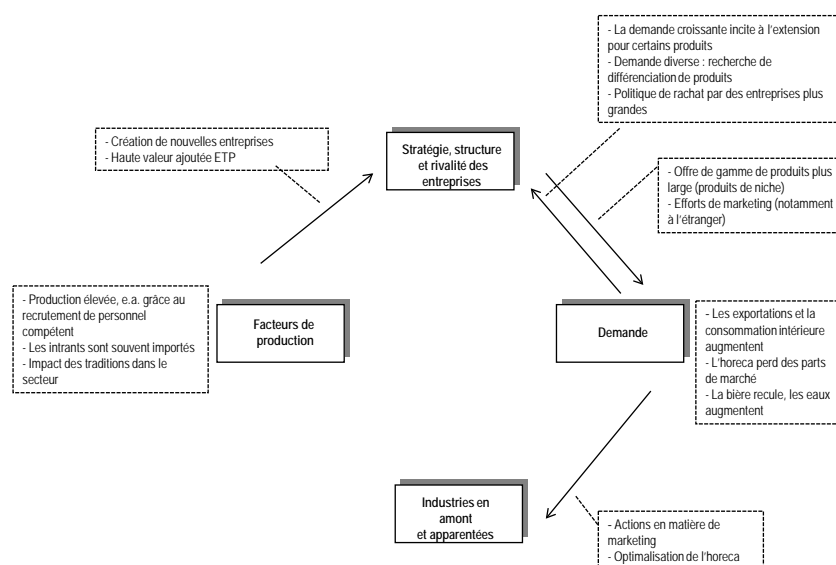 - La demande croissante incite à l'extension
pour certains produits
- Demande diverse : recherche de
différenciation de produits
- Politique de rachat par des entreprises plus
grandes
- Création de nouvelles entreprises
- Haute valeur ajoutée ETP
Stratégie, structure
et rivalité des
entreprises
- Offre de gamme de produits plus
large (produits de niche)
- Efforts de marketing (notamment
à l'étranger)
- Production élevée, e.a. grâce au
recrutement de personnel
compétent
- Les intrants sont souvent importés
- Impact des traditions dans le
secteur
Facteurs de
production
Demande
- Les exportations et la
consommation intérieure
augmentent
- L'horeca perd des parts
de marché
- La bière recule, les eaux
augmentent
Industries en
amont
et apparentées
- Actions en matière de
marketing
- Optimalisation de l'horeca